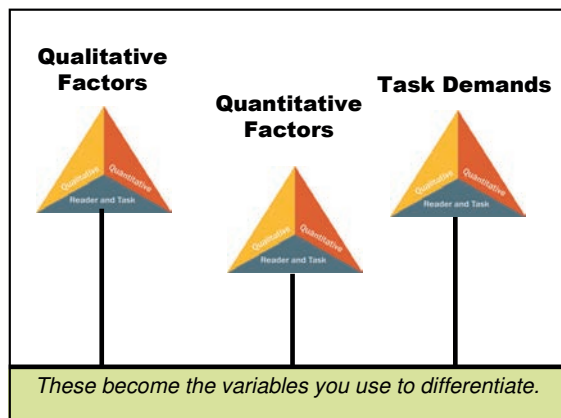 Qualitative
Factors
Quantitative
Factors
Task Demands
Qualitative
Quantitative
Reader and Task
Qualitative
Quantitative
Reader and Task
Qualitative
Quantitative
Reader and Task
These become the variables you use to differentiate.